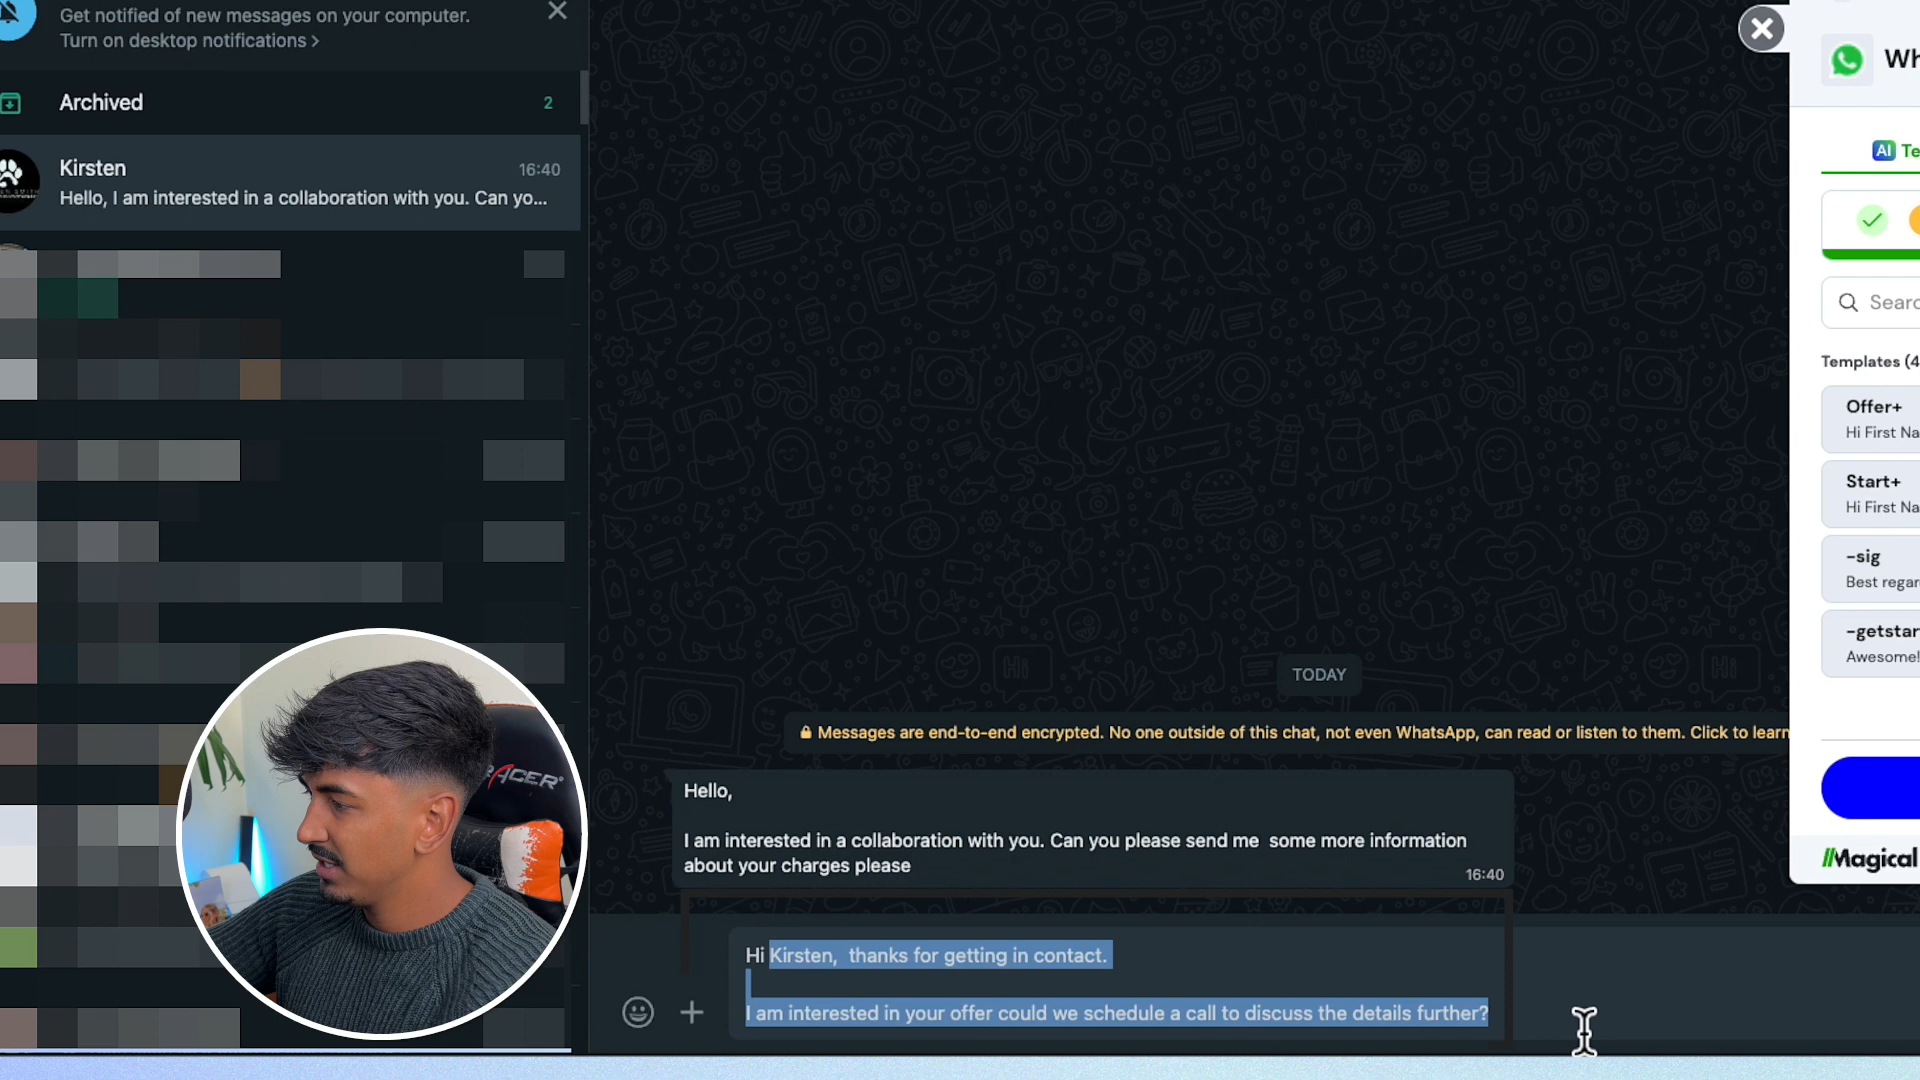 Get notified of new messages on your computer.
Turn on desktop notifications >
Archived
2
Kirsten
16:40
Hello, I am interested in a collaboration with you. Can yo...
TODAY
Messages are end-to-end encrypted. No one outside of this chat, not even WhatsApp, can read or listen to them. Click to learn
Hello,
I am interested in a collaboration with you. Can you please send me some more information
about your charges please
16:40
Hi Kirsten, thanks for getting in contact.
I am interested in your offer could we schedule a call to discuss the details further?
Wh
AI Te
Searc
Templates (4
Offer+
Hi First Na
Start+
Hi First Na
-sig
Best regar
-getstar
Awesome!
Magical